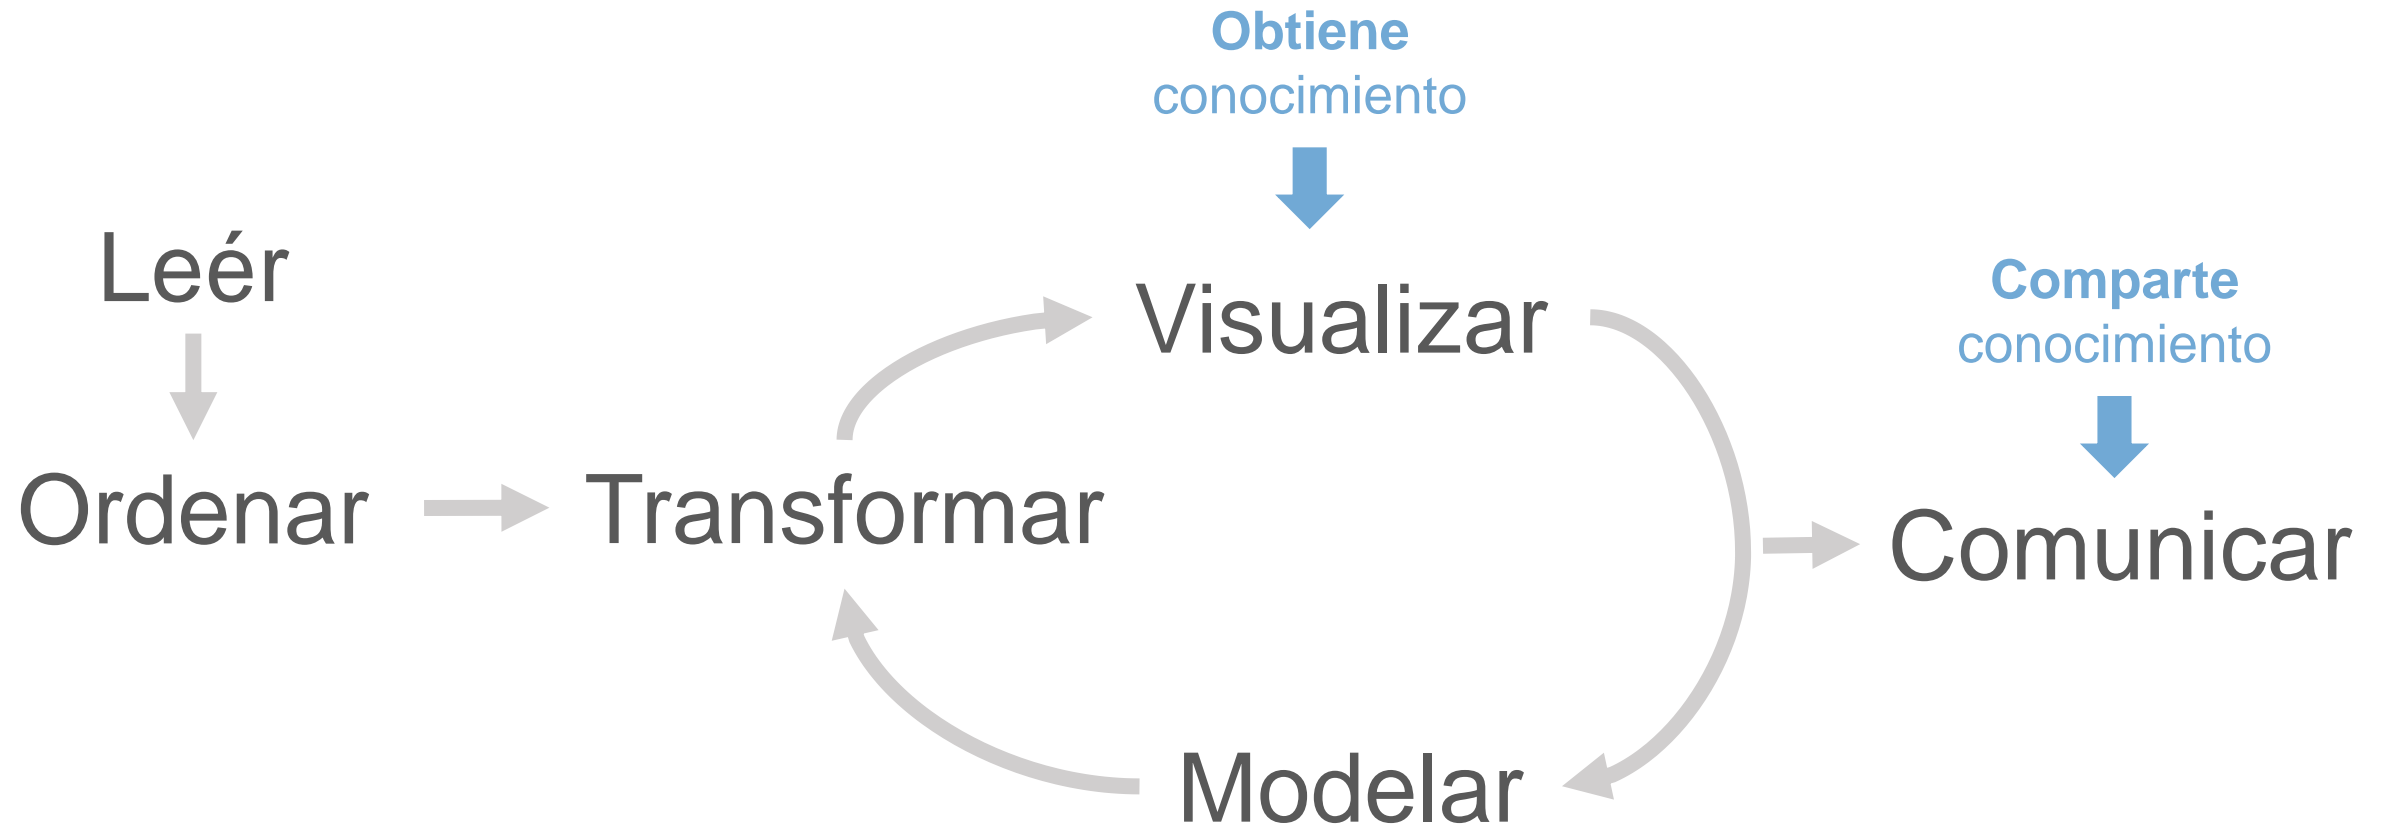 Obtiene
conocimiento
Leér
Visualizar
Comparte
conocimiento
Ordenar
Transformar
Comunicar
Modelar